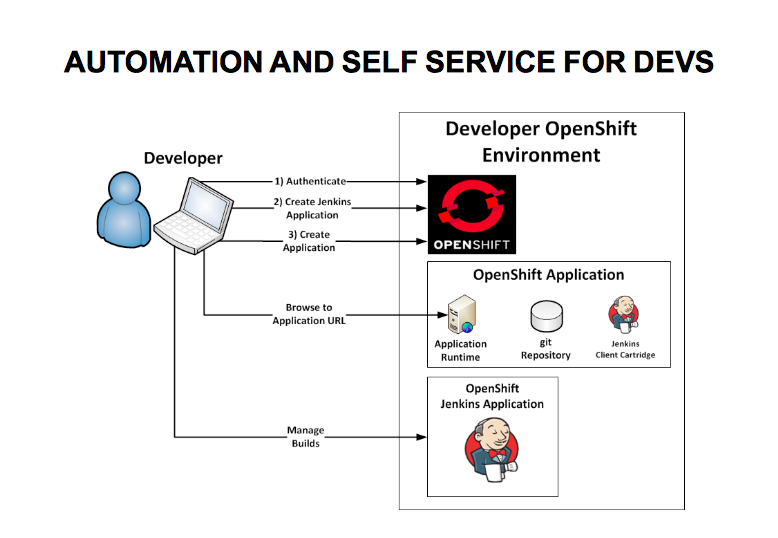 AUTOMATION AND SELF SERVICE FOR DEVS
Developer
Developer OpenShift
Environment
1) Authenticate
2) Create Jenkins
Application
3) Create
Application
OPENSHIFT
OpenShift Application
Browse to
Application URL
Application
Runtime
git
Repository
Jenkins
Client Cartridge
OpenShift
Jenkins Application
Manage
Builds